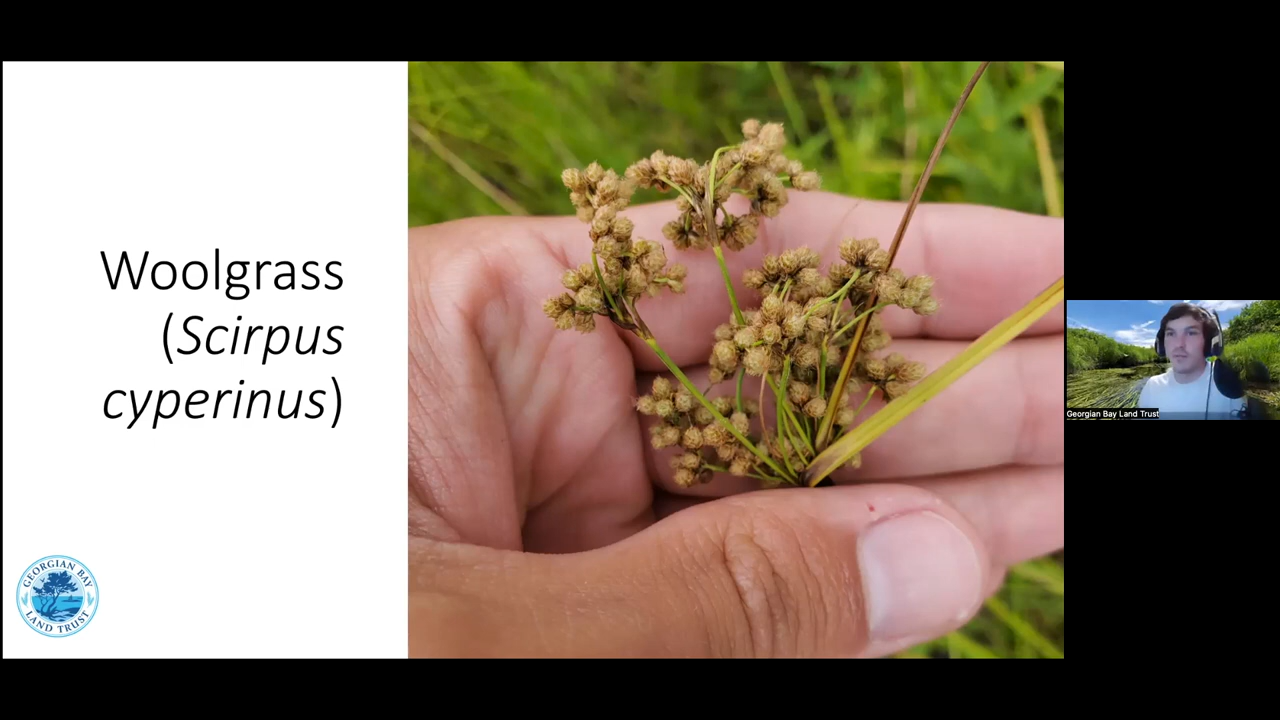 Woolgrass
(Scirpus
cyperinus)
GEORGIAN BAY
LAND TRUST
Georgian Bay Land Trust